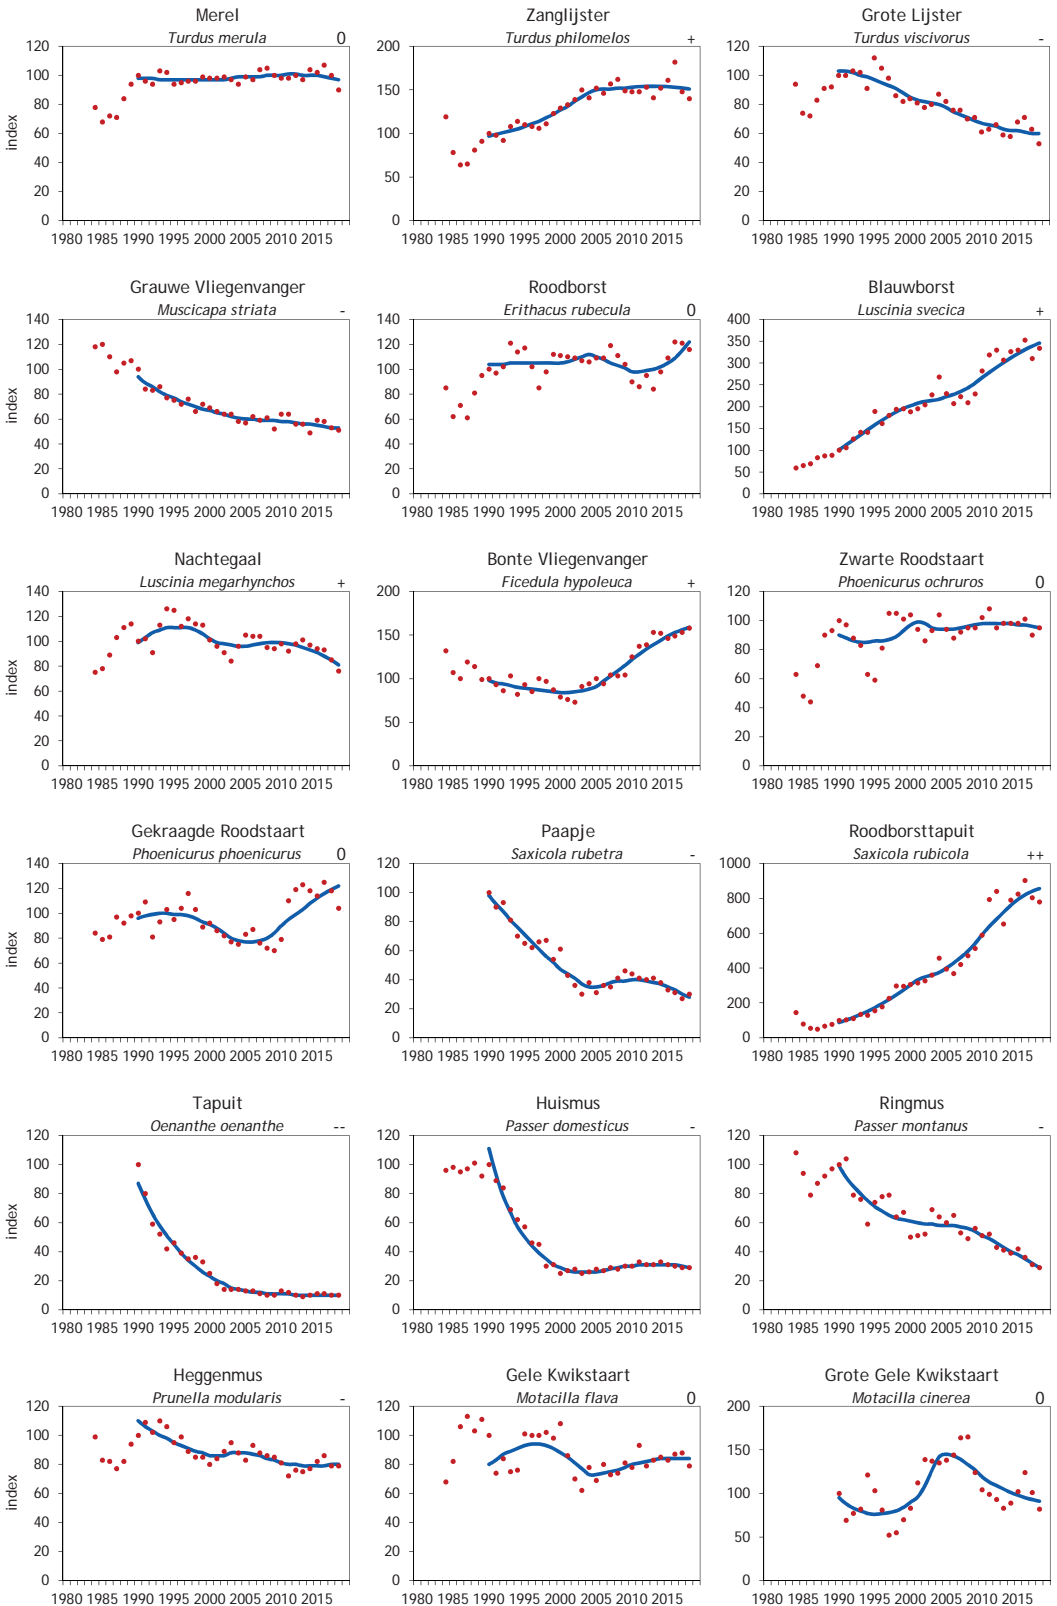 Merel Zanglijster Grote Lijster
Turdus merula 0 Turdus philomelos + Turdus viscivorus -
120 200 120
100 150 100
80 80
60 100 60
40 50 40
20 20
0 0 0
index
1980 1985 1990 1995 2000 2005 2010 2015 1980 1985 1990 1995 2000 2005 2010 2015 1980 1985 1990 1995 2000 2005 2010 2015
Grauwe Vliegenvanger Roodborst Blauwborst
Muscicapa striata - Erithacus rubecula 0 Luscinia svecica +
140 140 400
120 120 350
100 100 300
80 80 250
60 60 200
40 40 150
20 20 100
0 0 50
0
index
1980 1985 1990 1995 2000 2005 2010 2015 1980 1985 1990 1995 2000 2005 2010 2015 1980 1985 1990 1995 2000 2005 2010 2015
Nachtegaal Bonte Vliegenvanger Zwarte Roodstaart
Luscinia megarhynchos + Ficedula hypoleuca + Phoenicurus ochruros 0
140 200 120
120 150 100
100 100 80
80 50 60
60 0 40
40 20
20 0
0
index
1980 1985 1990 1995 2000 2005 2010 2015 1980 1985 1990 1995 2000 2005 2010 2015 1980 1985 1990 1995 2000 2005 2010 2015
Gekraagde Roodstaart Paapje Roodborsttapuit
Phoenicurus phoenicurus 0 Saxicola rubetra - Saxicola rubicola ++
140 120 1000
120 100 800
100 80 600
80 60 400
60 40 200
40 20 0
20 0
0
index
1980 1985 1990 1995 2000 2005 2010 2015 1980 1985 1990 1995 2000 2005 2010 2015 1980 1985 1990 1995 2000 2005 2010 2015
Tapuit Huismus Ringmus
Oenanthe oenanthe -- Passer domesticus - Passer montanus -
120 120 120
100 100 100
80 80 80
60 60 60
40 40 40
20 20 20
0 0 0
index
1980 1985 1990 1995 2000 2005 2010 2015 1980 1985 1990 1995 2000 2005 2010 2015 1980 1985 1990 1995 2000 2005 2010 2015
Heggenmus Gele Kwikstaart Grote Gele Kwikstaart
Prunella modularis - Motacilla flava 0 Motacilla cinerea 0
120 120 200
100 100 150
80 80 100
60 60 50
40 40 0
20 20
0 0
index
1980 1985 1990 1995 2000 2005 2010 2015 1980 1985 1990 1995 2000 2005 2010 2015 1980 1985 1990 1995 2000 2005 2010 2015